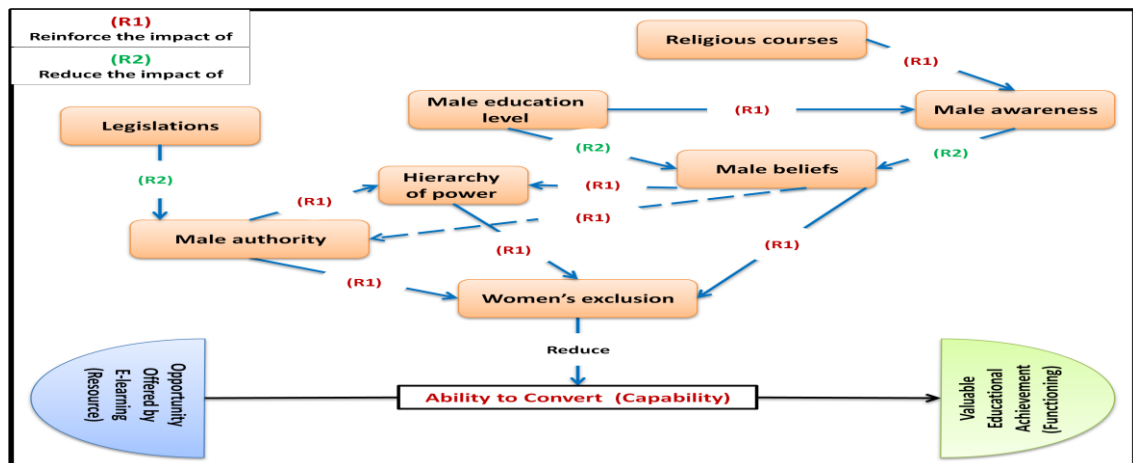 (R1)
Reinforce the impact of
(R2)
Reduce the impact of
Religious courses
(R1)
Legislations
Male education
level
(R1)
Male awareness
(R2)
(R2)
(R2)
Male beliefs
Hierarchy
of power
(R1)
(R1)
(R1)
Male authority
(R1)
(R1)
(R1)
Women's exclusion
Reduce
Opportunity
Offered by
E-learning
(Resource)
Ability to Convert (Capability)
Valuable
Educational
Achievement
(Functioning)